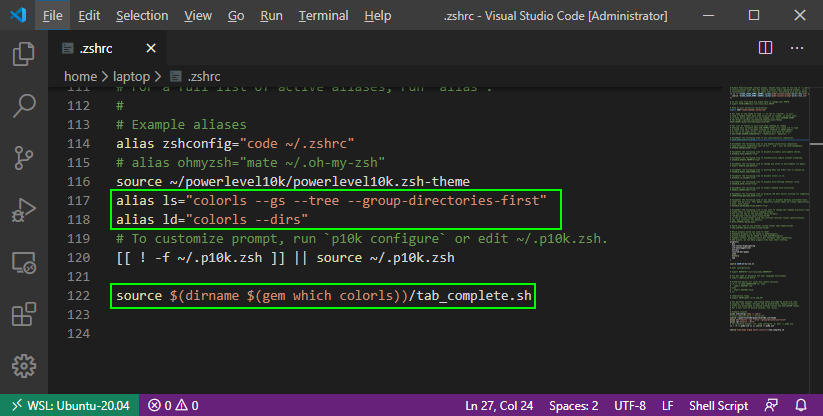 File Edit Selection View Go Run Terminal Help .zshrc - Visual Studio Code [Administrator]
.zshrc
home > laptop > .zshrc
111 # For a full list of active aliases, run `alias`.
112 #
113 # Example aliases
114 alias zshconfig="code ~/.zshrc"
115 # alias ohmyzsh="mate ~/.oh-my-zsh"
116 source ~/powerlevel10k/powerlevel10k.zsh-theme
117 alias ls="colorls --gs --tree --group-directories-first"
118 alias ld="colorls --dirs"
119 # To customize prompt, run `p10k configure` or edit ~/.p10k.zsh.
120 [[ ! -f ~/.p10k.zsh ]] || source ~/.p10k.zsh
121
122 source $(dirname $(gem which colorls))/tab_complete.sh
123
124
WSL: Ubuntu-20.04 0 0 Ln 27, Col 24 Spaces: 2 UTF-8 LF Shell Script